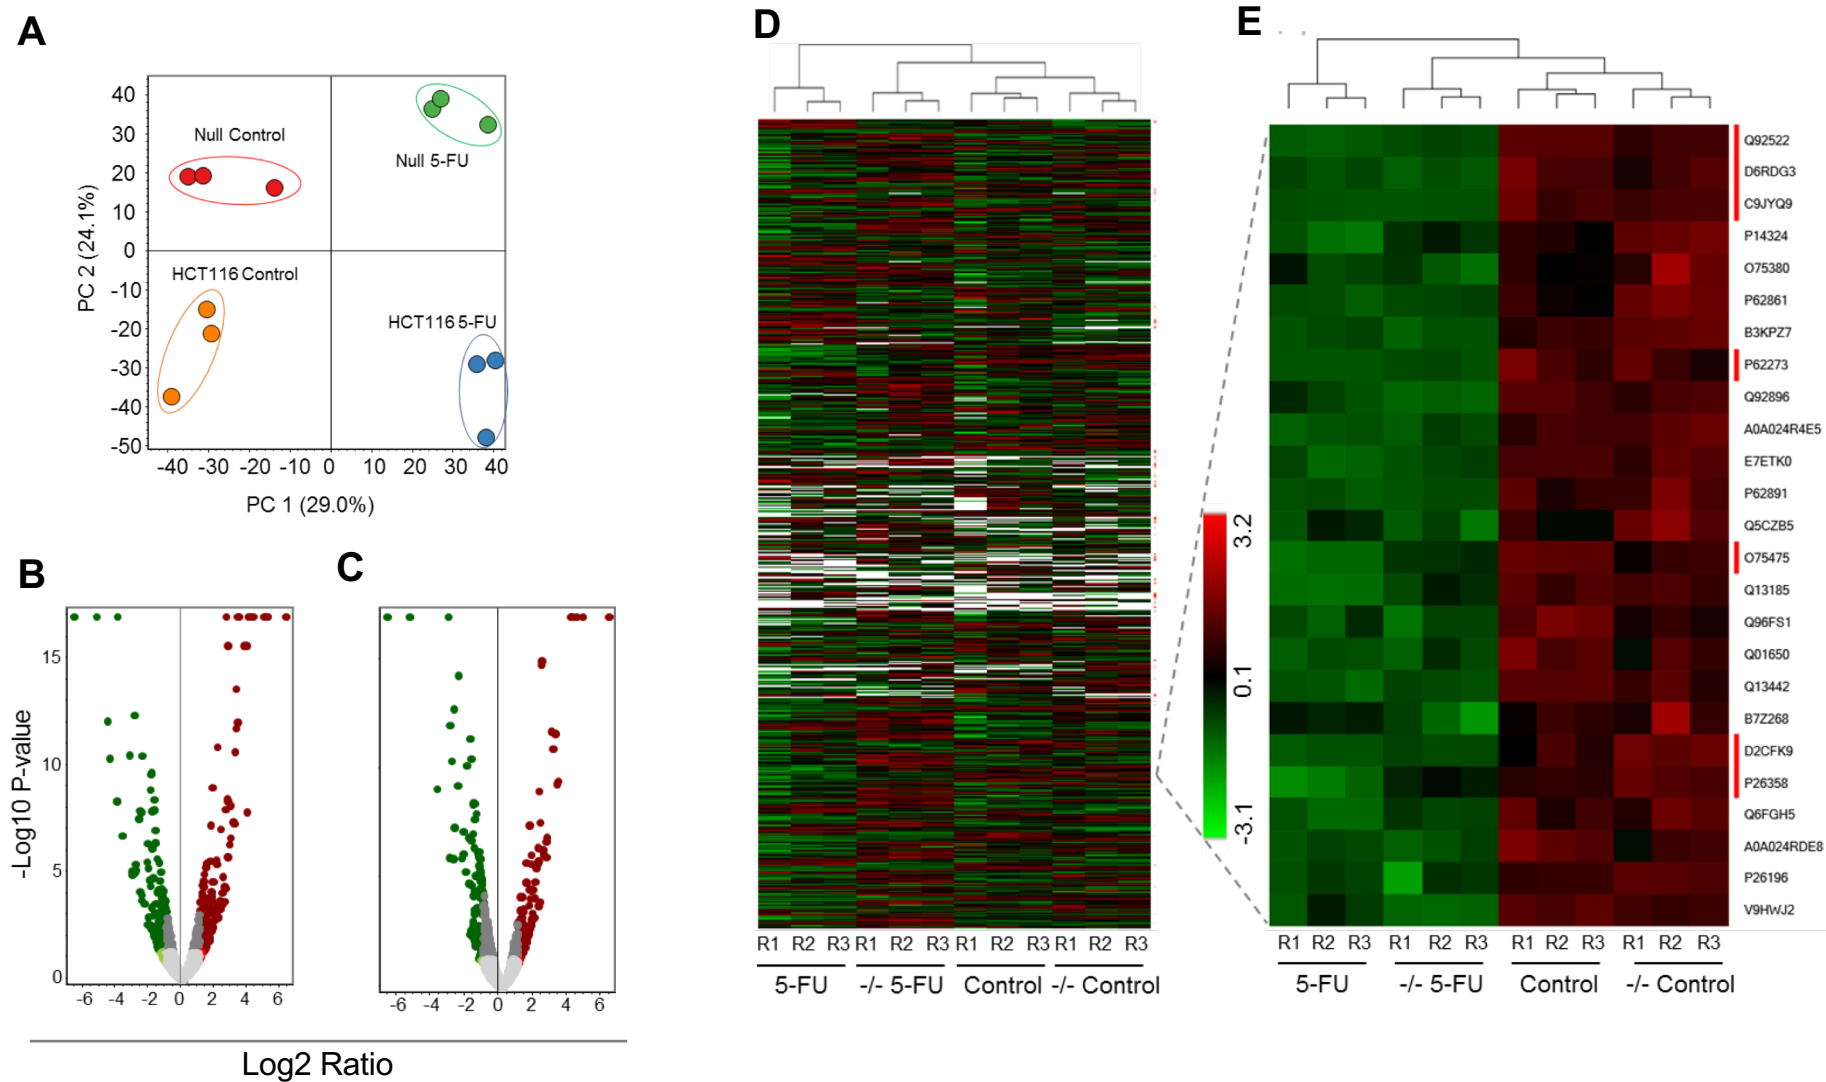 A
40
30
20
10
0
-10
-20
-30
-40
-50
PC 2 (24.1%)
Null Control
Null 5-FU
HCT116 Control
HCT116 5-FU
-40 -30 -20 -10 0 10 20 30 40
PC 1 (29.0%)
B
15
10
5
0
-Log10 P-value
-6 -4 -2 0 2 4 6
C
-6 -4 -2 0 2 4 6
Log2 Ratio
D
R1 R2 R3 R1 R2 R3 R1 R2 R3 R1 R2 R3
5-FU -/- 5-FU Control -/- Control
3.2
0.1
-3.1
E
Q92522
D6RDG3
C9JYQ9
P14324
O75380
P62861
B3KPZ7
P62273
Q92896
A0A024R4E5
E7ETK0
P62891
Q5CZB5
O75475
Q13185
Q96FS1
Q01650
Q13442
B7Z268
D2CFK9
P26358
Q6FGH5
A0A024RDE8
P26196
V9HWJ2
R1 R2 R3 R1 R2 R3 R1 R2 R3 R1 R2 R3
5-FU -/- 5-FU Control -/- Control